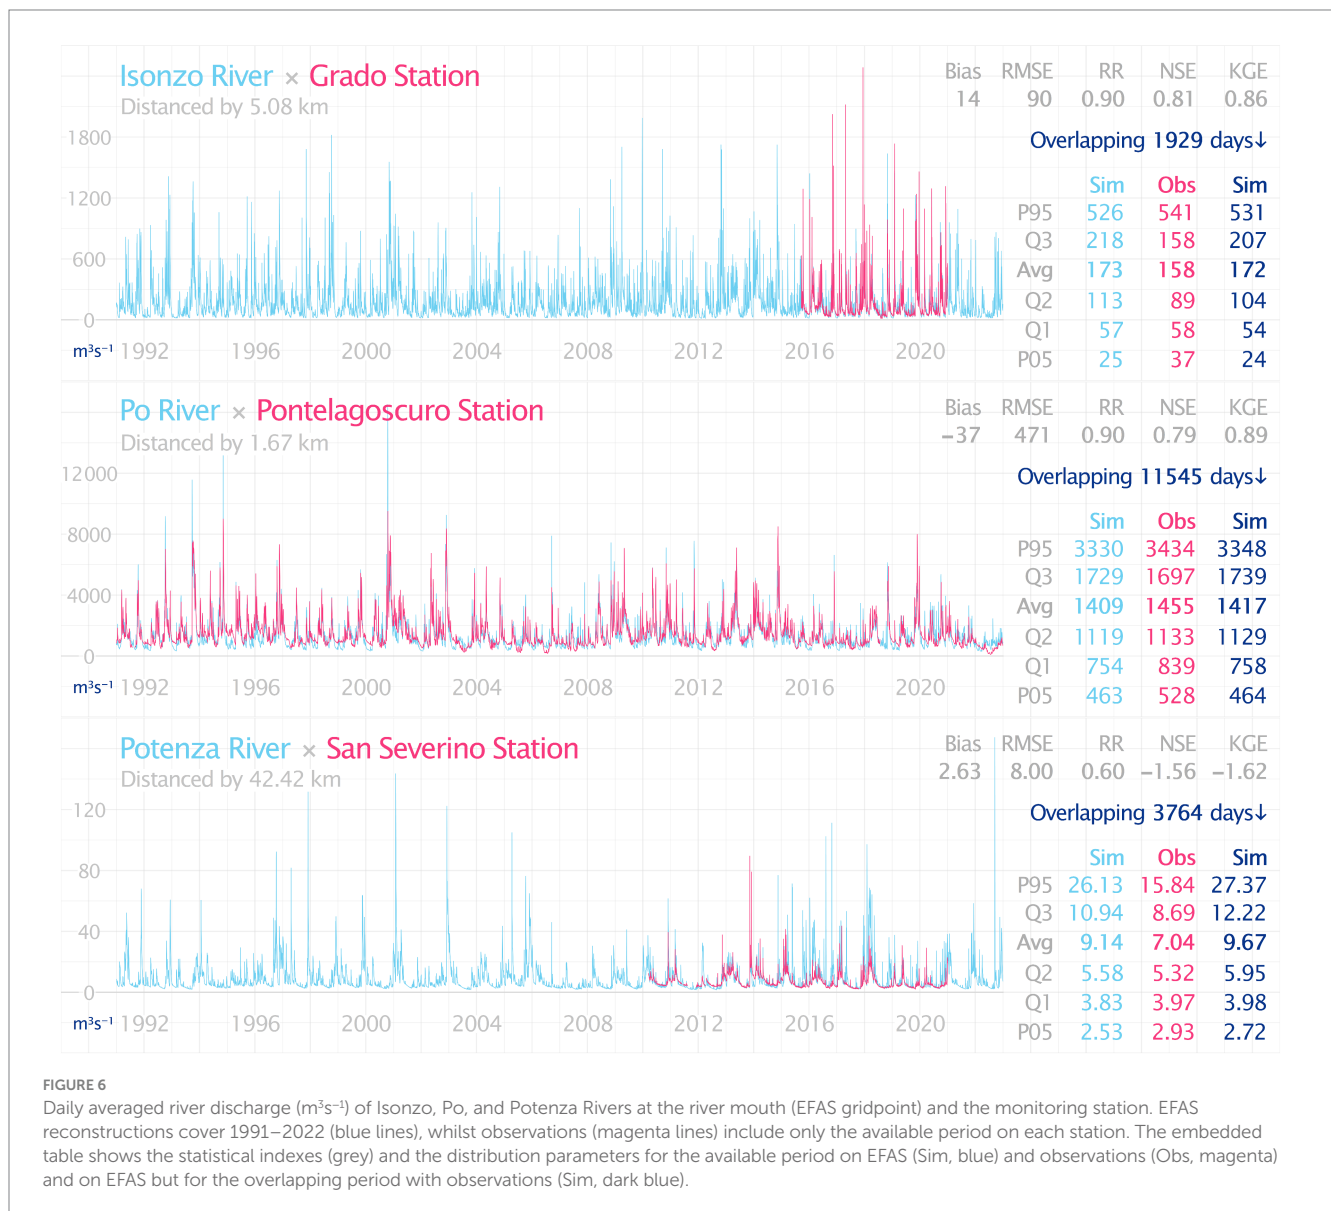 Isonzo River × Grado Station
Distanced by 5.08 km
Bias RMSE RR NSE KGE
14 90 0.90 0.81 0.86
Overlapping 1929 days↓
Sim Obs Sim
P95 526 541 531
Q3 218 158 207
Avg 173 158 172
Q2 113 89 104
Q1 57 58 54
P05 25 37 24
1800
1200
600
0
m³s⁻¹ 1992 1996 2000 2004 2008 2012 2016 2020
Po River × Pontelagoscuro Station
Distanced by 1.67 km
Bias RMSE RR NSE KGE
−37 471 0.90 0.79 0.89
Overlapping 11545 days↓
Sim Obs Sim
P95 3330 3434 3348
Q3 1729 1697 1739
Avg 1409 1455 1417
Q2 1119 1133 1129
Q1 754 839 758
P05 463 528 464
12000
8000
4000
0
m³s⁻¹ 1992 1996 2000 2004 2008 2012 2016 2020
Potenza River × San Severino Station
Distanced by 42.42 km
Bias RMSE RR NSE KGE
2.63 8.00 0.60 −1.56 −1.62
Overlapping 3764 days↓
Sim Obs Sim
P95 26.13 15.84 27.37
Q3 10.94 8.69 12.22
Avg 9.14 7.04 9.67
Q2 5.58 5.32 5.95
Q1 3.83 3.97 3.98
P05 2.53 2.93 2.72
120
80
40
0
m³s⁻¹ 1992 1996 2000 2004 2008 2012 2016 2020
FIGURE 6
Daily averaged river discharge (m³s⁻¹) of Isonzo, Po, and Potenza Rivers at the river mouth (EFAS gridpoint) and the monitoring station. EFAS
reconstructions cover 1991–2022 (blue lines), whilst observations (magenta lines) include only the available period on each station. The embedded
table shows the statistical indexes (grey) and the distribution parameters for the available period on EFAS (Sim, blue) and observations (Obs, magenta)
and on EFAS but for the overlapping period with observations (Sim, dark blue).